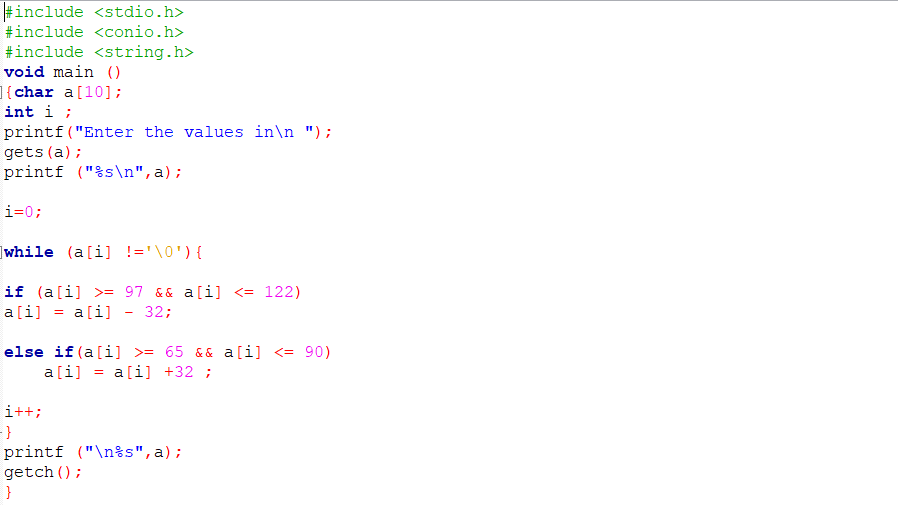 #include <stdio.h>
#include <conio.h>
#include <string.h>
void main ()
{char a[10];
int i ;
printf("Enter the values in\n ");
gets(a);
printf ("%s\n",a);
i=0;
while (a[i] !='\0'){
if (a[i] >= 97 && a[i] <= 122)
a[i] = a[i] - 32;
else if(a[i] >= 65 && a[i] <= 90)
a[i] = a[i] +32 ;
i++;
}
printf ("\n%s",a);
getch();
}